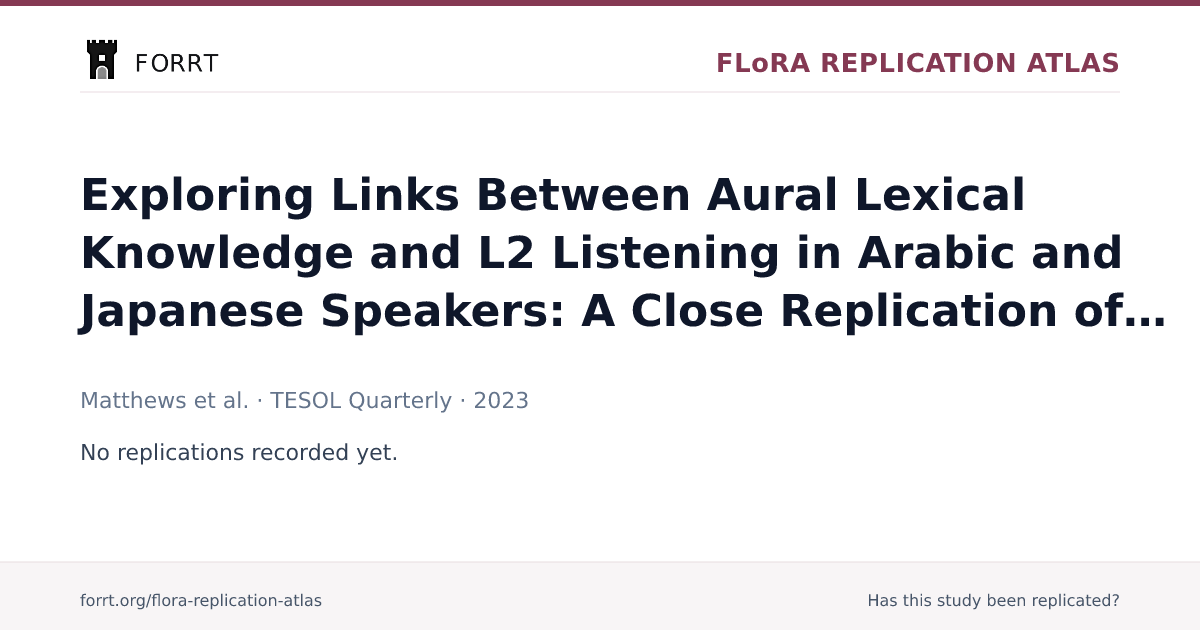 FORRT
FLoRA REPLICATION ATLAS
Exploring Links Between Aural Lexical
Knowledge and L2 Listening in Arabic and
Japanese Speakers: A Close Replication of…
Matthews et al. · TESOL Quarterly · 2023
No replications recorded yet.
forrt.org/flora-replication-atlas
Has this study been replicated?